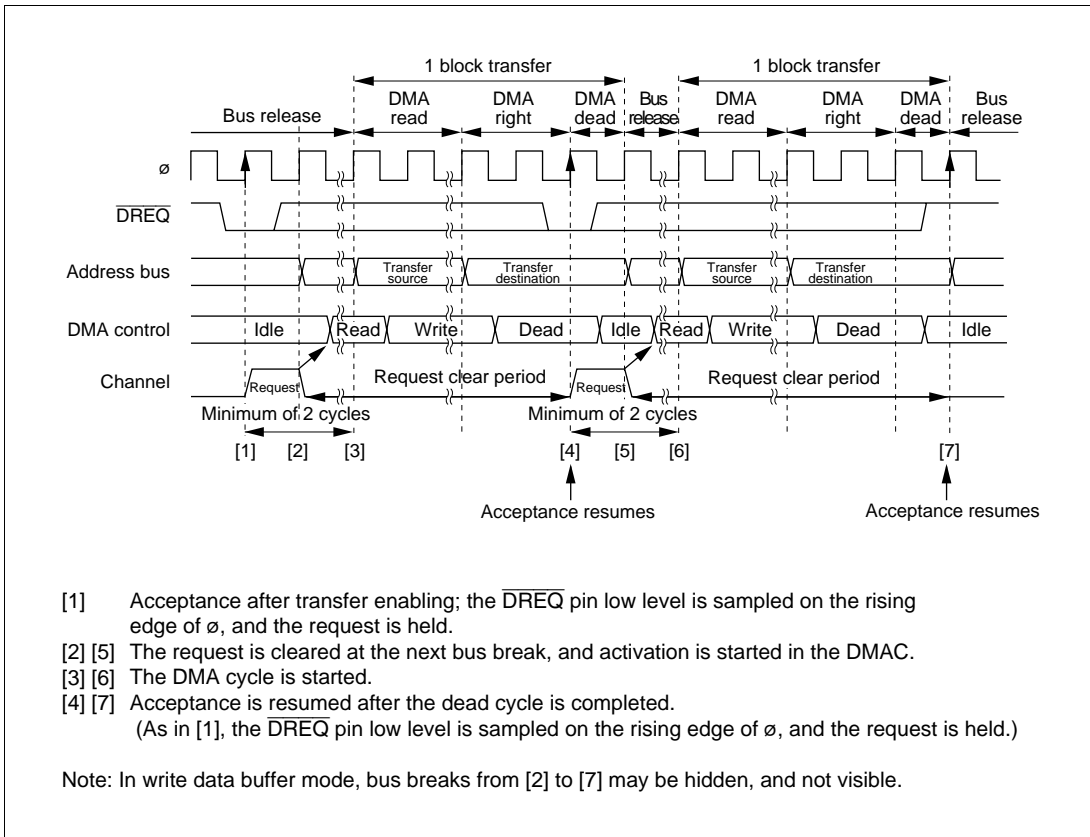 1 block transfer 1 block transfer
Bus release DMA read DMA right DMA dead Bus release DMA read DMA right DMA dead Bus release
ø
DREQ
Address bus Transfer source Transfer destination Transfer source Transfer destination
DMA control Idle Read Write Dead Idle Read Write Dead Idle
Channel Request Request clear period Request Request clear period
Minimum of 2 cycles Minimum of 2 cycles
[1] [2] [3] [4] [5] [6] [7]
Acceptance resumes Acceptance resumes
[1] Acceptance after transfer enabling; the DREQ pin low level is sampled on the rising
edge of ø, and the request is held.
[2] [5] The request is cleared at the next bus break, and activation is started in the DMAC.
[3] [6] The DMA cycle is started.
[4] [7] Acceptance is resumed after the dead cycle is completed.
(As in [1], the DREQ pin low level is sampled on the rising edge of ø, and the request is held.)
Note: In write data buffer mode, bus breaks from [2] to [7] may be hidden, and not visible.